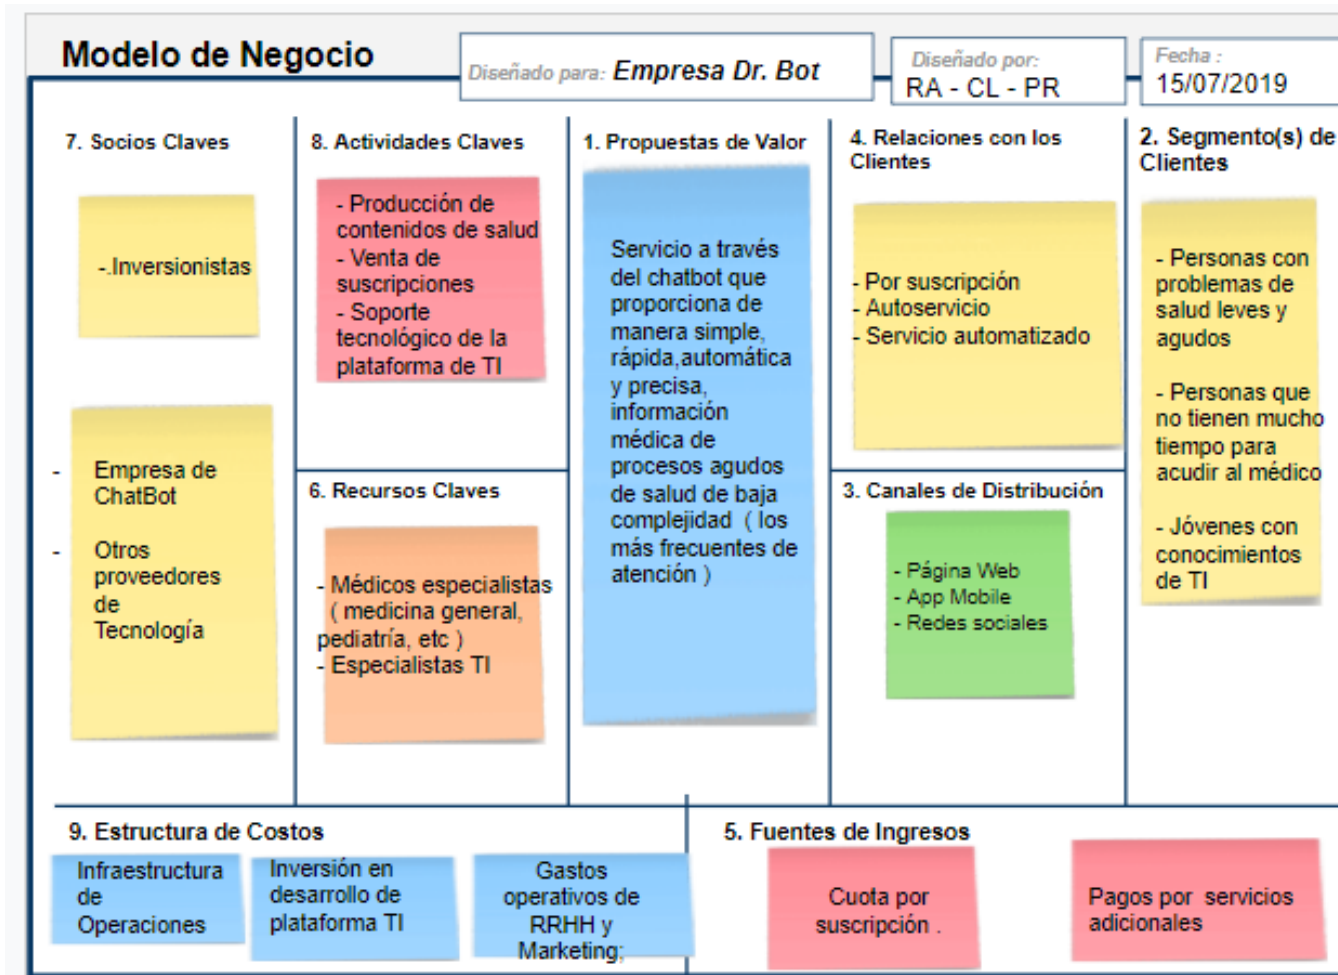 Modelo de Negocio
Diseñado para: Empresa Dr. Bot
Diseñado por:
RA - CL - PR
Fecha :
15/07/2019
7. Socios Claves
-.Inversionistas
- Empresa de
ChatBot
- Otros
proveedores
de
Tecnología
8. Actividades Claves
- Producción de
contenidos de salud
- Venta de
suscripciones
- Soporte
tecnológico de la
plataforma de TI
6. Recursos Claves
- Médicos especialistas
( medicina general,
pediatría, etc )
- Especialistas TI
1. Propuestas de Valor
Servicio a través
del chatbot que
proporciona de
manera simple,
rápida,automática
y precisa,
información
médica de
procesos agudos
de salud de baja
complejidad ( los
más frecuentes de
atención )
4. Relaciones con los
Clientes
- Por suscripción
- Autoservicio
- Servicio automatizado
3. Canales de Distribución
- Página Web
- App Mobile
- Redes sociales
2. Segmento(s) de
Clientes
- Personas con
problemas de
salud leves y
agudos
- Personas que
no tienen mucho
tiempo para
acudir al médico
- Jóvenes con
conocimientos
de TI
9. Estructura de Costos
Infraestructura
de
Operaciones
Inversión en
desarrollo de
plataforma TI
Gastos
operativos de
RRHH y
Marketing;
5. Fuentes de Ingresos
Cuota por
suscripción .
Pagos por servicios
adicionales